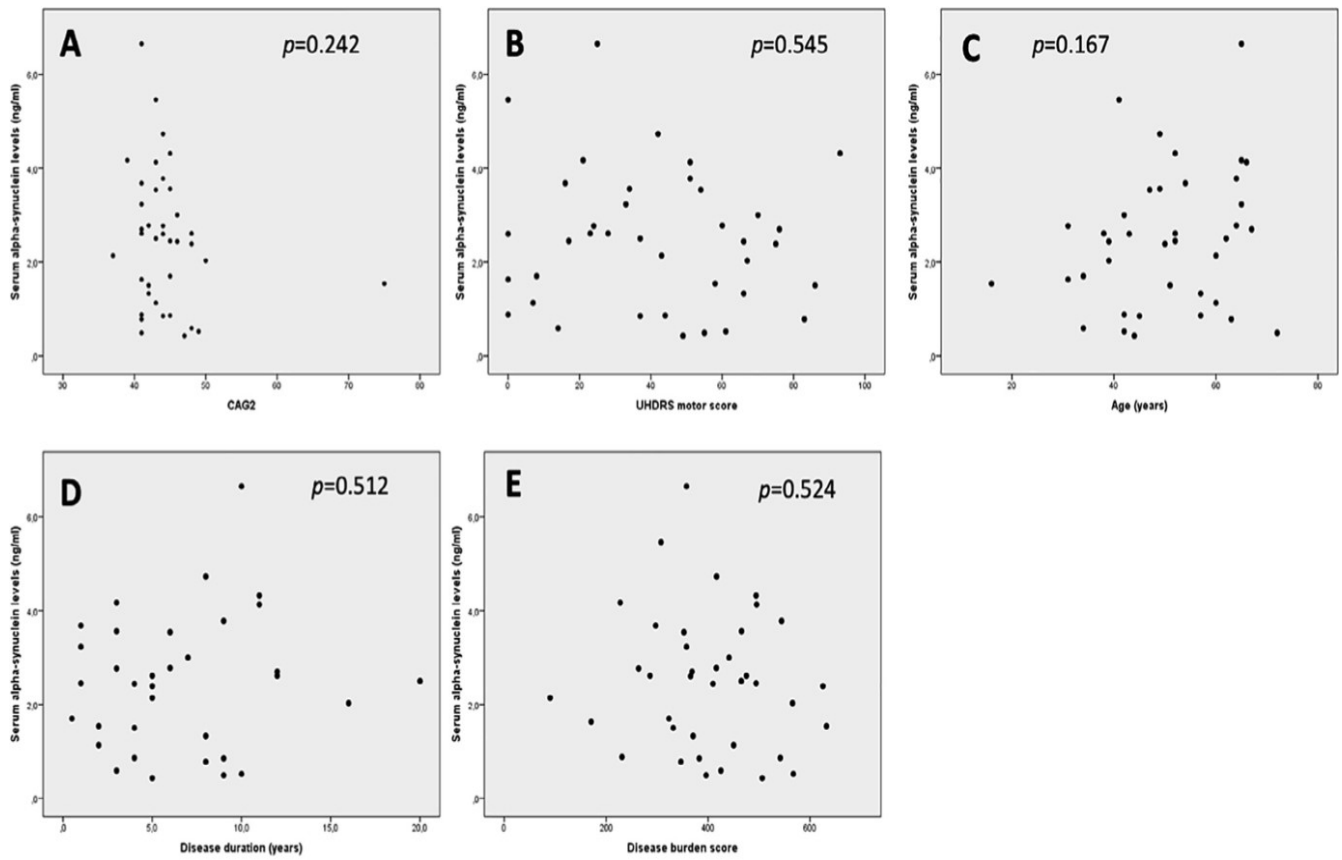 A
p=0.242
Serum alpha-synuclein levels (ng/ml)
6,0
4,0
2,0
,0
30 40 50 60 70 80
CAG2
B
p=0.545
Serum alpha-synuclein levels (ng/ml)
6,0
4,0
2,0
,0
0 20 40 60 80 100
UHDRS motor score
C
p=0.167
Serum alpha-synuclein levels (ng/ml)
6,0
4,0
2,0
,0
20 40 60 80
Age (years)
D
p=0.512
Serum alpha-synuclein levels (ng/ml)
6,0
4,0
2,0
,0
,0 5,0 10,0 15,0 20,0
Disease duration (years)
E
p=0.524
Serum alpha-synuclein levels (ng/ml)
6,0
4,0
2,0
,0
0 200 400 600
Disease burden score